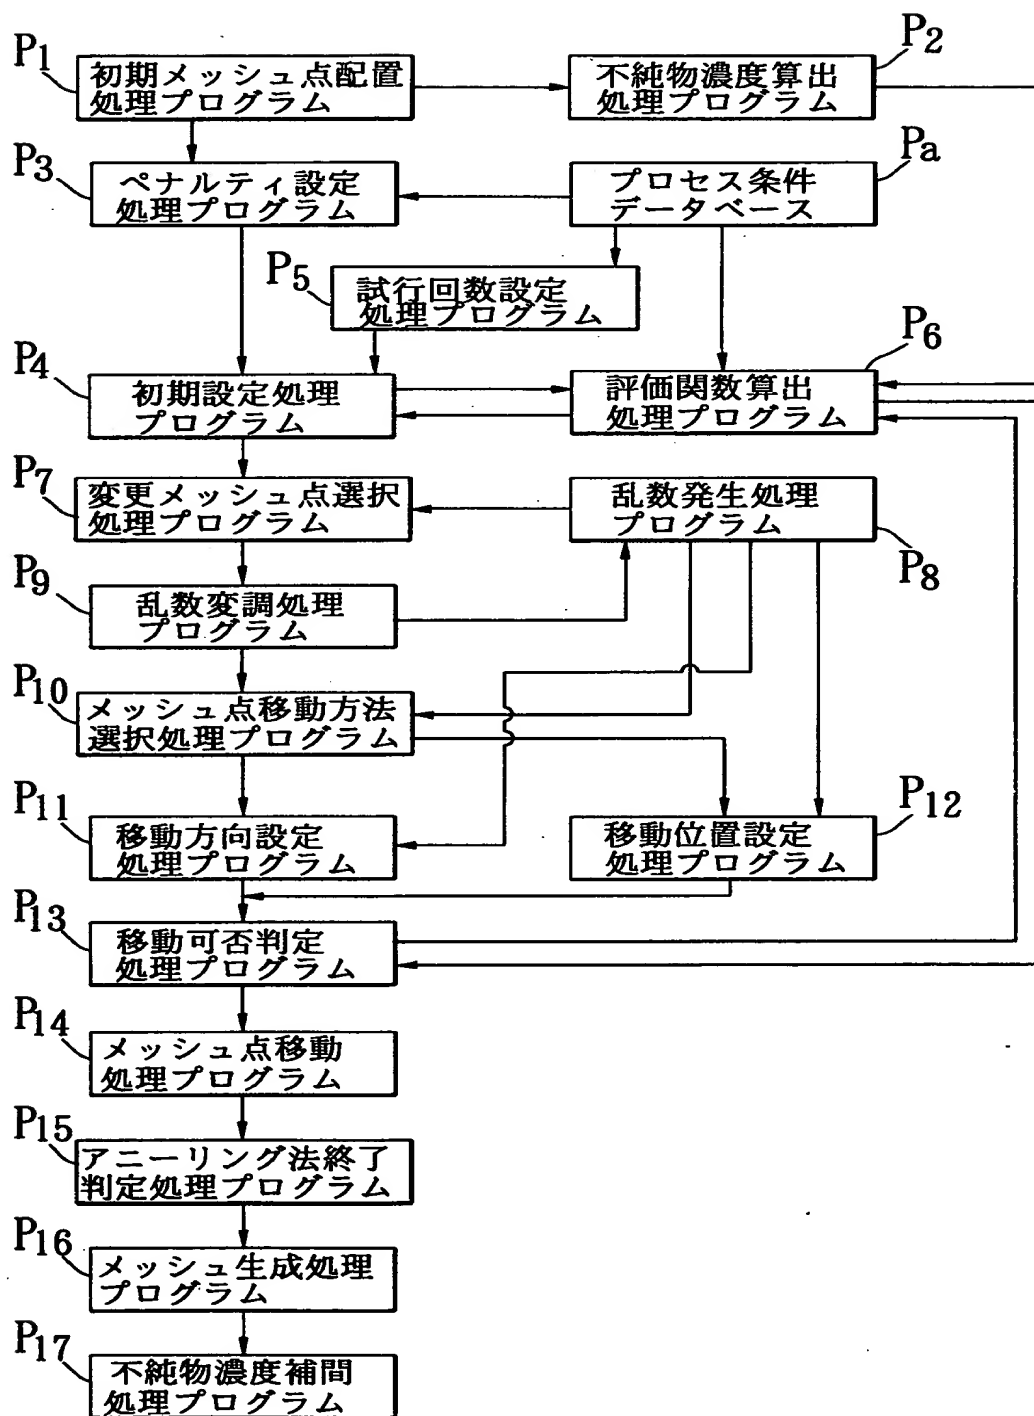 P1
初期メッシュ点配置
処理プログラム
P2
不純物濃度算出
処理プログラム
P3
ペナルティ設定
処理プログラム
Pa
プロセス条件
データベース
P5
試行回数設定
処理プログラム
P4
初期設定処理
プログラム
P6
評価関数算出
処理プログラム
P7
変更メッシュ点選択
処理プログラム
乱数発生処理
プログラム
P8
P9
乱数変調処理
プログラム
P10
メッシュ点移動方法
選択処理プログラム
P11
移動方向設定
処理プログラム
P12
移動位置設定
処理プログラム
P13
移動可否判定
処理プログラム
P14
メッシュ点移動
処理プログラム
P15
アニーリング法終了
判定処理プログラム
P16
メッシュ生成処理
プログラム
P17
不純物濃度補間
処理プログラム